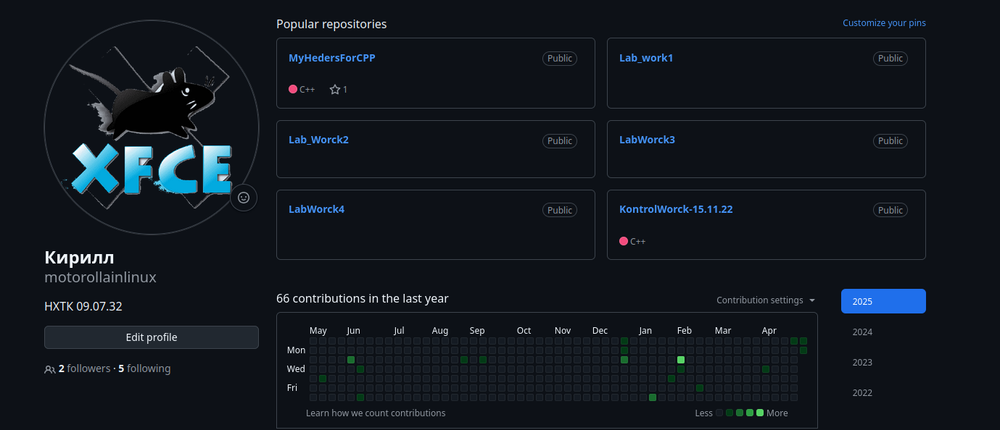 XFCE
Кирилл
motorollainlinux
НХТК 09.07.32
Edit profile
2 followers · 5 following
Popular repositories
Customize your pins
MyHedersForCPP
Public
C++
1
Lab_work1
Public
Lab_Worck2
Public
LabWorck3
Public
LabWorck4
Public
KontrolWorck-15.11.22
Public
C++
66 contributions in the last year
Contribution settings
May Jun Jul Aug Sep Oct Nov Dec Jan Feb Mar Apr
Mon
Wed
Fri
Learn how we count contributions
Less
More
2025
2024
2023
2022